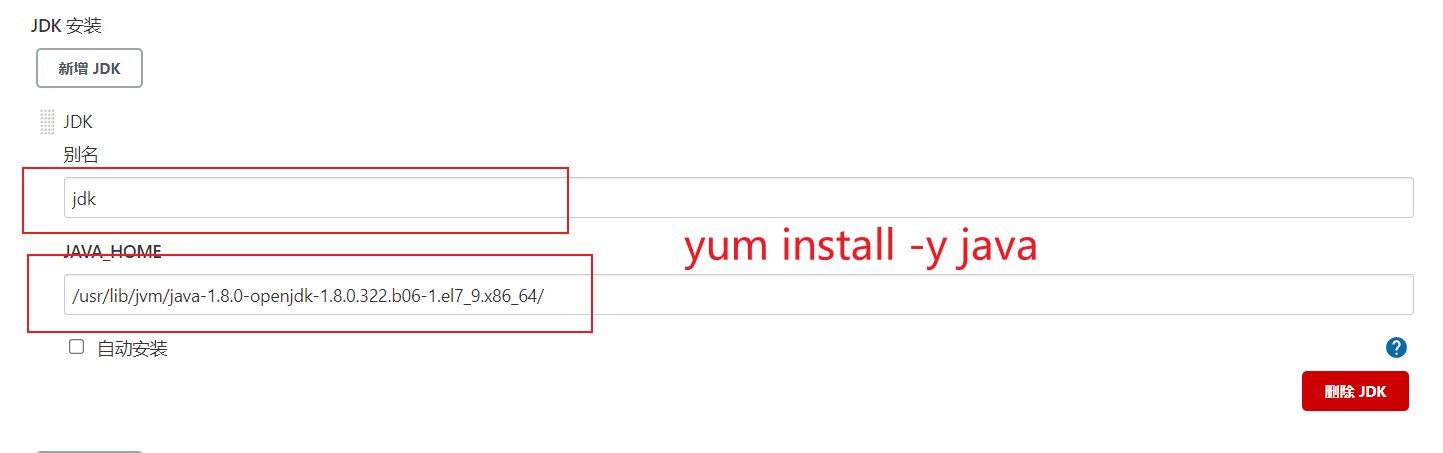 JDK 安装
新增 JDK
JDK
别名
jdk
JAVA_HOME
yum install -y java
/usr/lib/jvm/java-1.8.0-openjdk-1.8.0.322.b06-1.el7_9.x86_64/
自动安装
?
删除 JDK